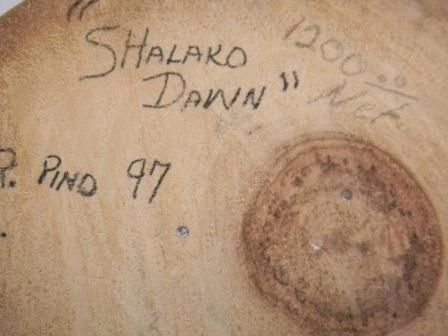 "SHALAKO
DAWN"
1200.00
Net
R. PINO 97